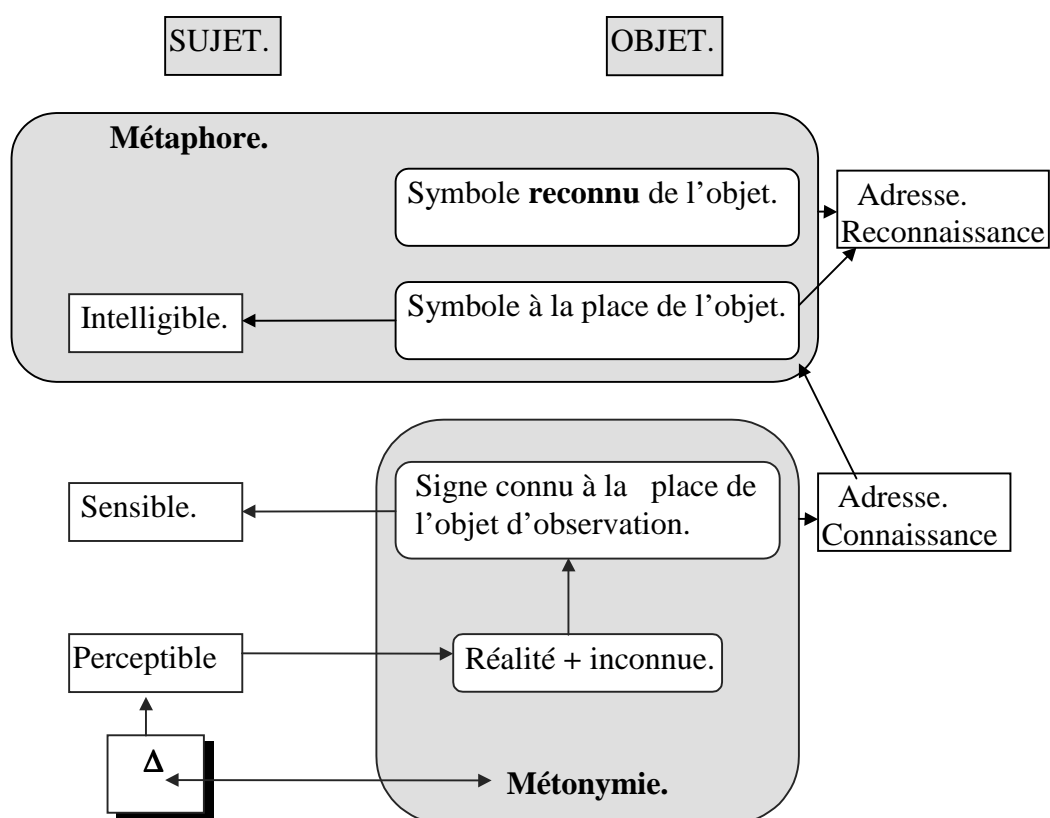 SUJET.
OBJET.
Métaphore.
Symbole reconnu de l’objet.
Adresse.
Reconnaissance
Intelligible.
Symbole à la place de l’objet.
Sensible.
Signe connu à la place de
l’objet d’observation.
Adresse.
Connaissance
Perceptible
Réalité + inconnue.
Δ
Métonymie.